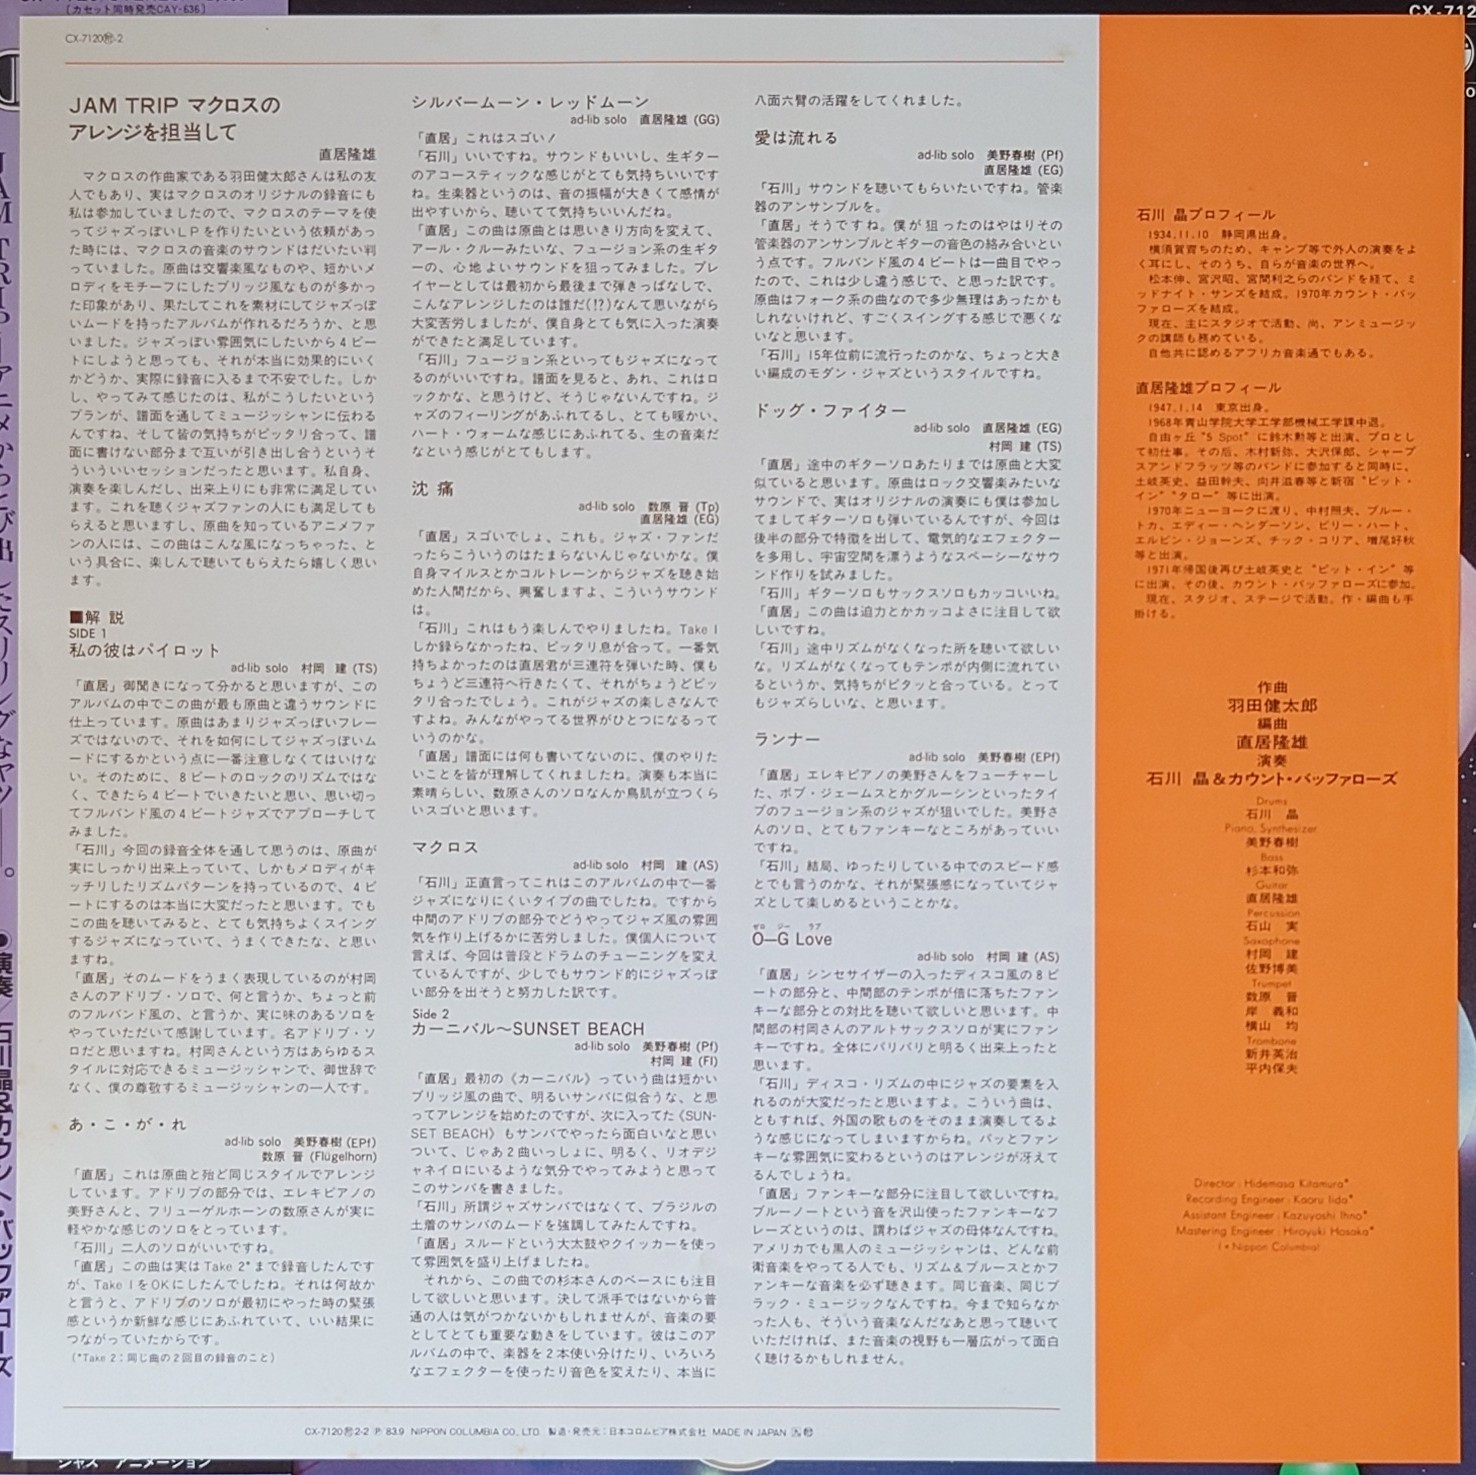 [カセット同時発売CAY-636]
CX-712
CX-7120㊞-2
JAM TRIP マクロスの
アレンジを担当して
直居隆雄
マクロスの作曲家である羽田健太郎さんは私の友
人でもあり、実はマクロスのオリジナルの録音にも
私は参加していましたので、マクロスのテーマを使
ってジャズっぽいLPを作りたいという依頼があっ
た時には、マクロスの音楽のサウンドはだいたい判
っていました。原曲は交響楽風なものや、短かいメ
ロディをモチーフにしたブリッジ風なものが多かっ
た印象があり、果たしてこれを素材にしてジャズっぽ
いムードを持ったアルバムが作れるだろうか、と思
いました。ジャズっぽい雰囲気にしたいから4ビー
トにしようと思っても、それが本当に効果的にいく
かどうか、実際に録音に入るまで不安でした。しか
し、やってみて感じたのは、私がこうしたいという
プランが、譜面を通してミュージッシャンに伝わる
んですね、そして皆の気持ちがピッタリ合って、譜
面に書けない部分まで互いが引き出し合うというそ
ういういいセッションだったと思います。私自身、
演奏を楽しんだし、出来上りにも非常に満足してい
ます。これを聴くジャズファンの人にも満足しても
らえると思いますし、原曲を知っているアニメファ
ンの人には、この曲はこんな風になっちゃった、と
いう具合に、楽しんで聴いてもらえたら嬉しく思い
ます。
■解 説
SIDE 1
私の彼はパイロット
ad-lib solo 村岡 建 (TS)
「直居」御聞きになって分かると思いますが、この
アルバムの中でこの曲が最も原曲と違うサウンドに
仕上っています。原曲はあまりジャズっぽいフレー
ズではないので、それを如何にしてジャズっぽいム
ードにするかという点に一番注意しなくてはいけな
い。そのために、8ビートのロックのリズムではな
く、できたら4ビートでいきたいと思い、思い切っ
てフルバンド風の4ビートジャズでアプローチして
みました。
「石川」今回の録音全体を通して思うのは、原曲が
実にしっかり出来上っていて、しかもメロディがキ
ッチリしたリズムパターンを持っているので、4ビ
ートにするのは本当に大変だったと思います。でも
この曲を聴いてみると、とても気持ちよくスイング
するジャズになっていて、うまくできたな、と思い
ますね。
「直居」そのムードをうまく表現しているのが村岡
さんのアドリブ・ソロで、何と言うか、ちょっと前
のフルバンド風の、と言うか、実に味のあるソロを
やっていただいて感謝しています。名アドリブ・ソ
ロだと思いますね。村岡さんという方はあらゆるス
タイルに対応できるミュージッシャンで、御世辞で
なく、僕の尊敬するミュージッシャンの一人です。
あ・こ・が・れ
ad-lib solo 美野春樹 (EPf)
数原 晋 (Flügelhorn)
「直居」これは原曲と殆ど同じスタイルでアレンジ
しています。アドリブの部分では、エレキピアノの
美野さんと、フリューゲルホーンの数原さんが実に
軽やかな感じのソロをとっています。
「石川」二人のソロがいいですね。
「直居」この曲は実はTake 2*まで録音したんです
が、Take 1をOKにしたんでしたね。それは何故か
と言うと、アドリブのソロが最初にやった時の緊張
感というか新鮮な感じにあふれていて、いい結果に
つながっていたからです。
(*Take 2：同じ曲の2回目の録音のこと)
シルバームーン・レッドムーン
ad-lib solo 直居隆雄 (GG)
「直居」これはスゴい！
「石川」いいですね。サウンドもいいし、生ギター
のアコースティックな感じがとても気持ちいいです
ね。生楽器というのは、音の振幅が大きくて感情が
出やすいから、聴いてて気持ちいいんだね。
「直居」この曲は原曲とは思いきり方向を変えて、
アール・クルーみたいな、フュージョン系の生ギタ
ーの、心地よいサウンドを狙ってみました。プレ
イヤーとしては最初から最後まで弾きっぱなしで、
こんなアレンジしたのは誰だ(!?)なんて思いながら
大変苦労しましたが、僕自身とても気に入った演奏
ができたと満足しています。
「石川」フュージョン系といってもジャズになって
るのがいいですね。譜面を見ると、あれ、これはロ
ックかな、と思うけど、そうじゃないんですね。ジ
ャズのフィーリングがあふれてるし、とても暖かい、
ハート・ウォームな感じにあふれてる、生の音楽だ
なという感じがとてもします。
沈 痛
ad-lib solo 数原 晋 (Tp)
直居隆雄 (EG)
「直居」スゴいでしょ、これも。ジャズ・ファンだ
ったらこういうのはたまらないんじゃないかな。僕
自身マイルスとかコルトレーンからジャズを聴き始
めた人間だから、興奮しますよ、こういうサウンド
は。
「石川」これはもう楽しんでやりましたね。Take 1
しか録らなかったね、ピッタリ息が合って。一番気
持ちよかったのは直居君が三連符を弾いた時、僕も
ちょうど三連符へ行きたくて、それがちょうどピッ
タリ合ったでしょう。これがジャズの楽しさなんで
すよね。みんながやってる世界がひとつになるって
いうのかな。
「直居」譜面には何も書いてないのに、僕のやりた
いことを皆が理解してくれましたね。演奏も本当に
素晴らしい、数原さんのソロなんか鳥肌が立つくら
いスゴいと思います。
マクロス
ad-lib solo 村岡 建 (AS)
「石川」正直言ってこれはこのアルバムの中で一番
ジャズになりにくいタイプの曲でしたね。ですから
中間のアドリブの部分でどうやってジャズ風の雰囲
気を作り上げるかに苦労しました。僕個人について
言えば、今回は普段とドラムのチューニングを変え
ているんですが、少しでもサウンド的にジャズっぽ
い部分を出そうと努力した訳です。
Side 2
カーニバル〜SUNSET BEACH
ad-lib solo 美野春樹 (Pf)
村岡 建 (Fl)
「直居」最初の《カーニバル》っていう曲は短かい
ブリッジ風の曲で、明るいサンバに似合うな、と思
ってアレンジを始めたのですが、次に入ってた《SUN-
SET BEACH》もサンバでやったら面白いなと思い
ついて、じゃあ2曲いっしょに、明るく、リオデジ
ャネイロにいるような気分でやってみようと思って
このサンバを書きました。
「石川」所謂ジャズサンバではなくて、ブラジルの
土着のサンバのムードを強調してみたんですね。
「直居」スルードという大太鼓やクイッカーを使っ
て雰囲気を盛り上げましたね。
それから、この曲での杉本さんのベースにも注目
して欲しいと思います。決して派手ではないから普
通の人は気がつかないかもしれませんが、音楽の要
としてとても重要な動きをしています。彼はこのア
ルバムの中で、楽器を2本使い分けたり、いろいろ
なエフェクターを使ったり音色を変えたり、本当に
八面六臂の活躍をしてくれました。
愛は流れる
ad-lib solo 美野春樹 (Pf)
直居隆雄 (EG)
「石川」サウンドを聴いてもらいたいですね。管楽
器のアンサンブルを。
「直居」そうですね。僕が狙ったのはやはりその
管楽器のアンサンブルとギターの音色の絡み合いとい
う点です。フルバンド風の4ビートは一曲目でやっ
たので、これは少し違う感じで、と思った訳です。
原曲はフォーク系の曲なので多少無理はあったかも
しれないけれど、すごくスイングする感じで悪くな
いなと思います。
「石川」15年位前に流行ったのかな、ちょっと大き
い編成のモダン・ジャズというスタイルですね。
ドッグ・ファイター
ad-lib solo 直居隆雄 (EG)
村岡 建 (TS)
「直居」途中のギターソロあたりまでは原曲と大変
似ていると思います。原曲はロック交響楽みたいな
サウンドで、実はオリジナルの演奏にも僕は参加し
てましてギターソロも弾いているんですが、今回は
後半の部分で特徴を出して、電気的なエフェクター
を多用し、宇宙空間を漂うようなスペーシーなサウ
ンド作りを試みました。
「石川」ギターソロもサックスソロもカッコいいね。
「直居」この曲は迫力とかカッコよさに注目して欲
しいですね。
「石川」途中リズムがなくなった所を聴いて欲しい
な。リズムがなくなってもテンポが内側に流れてい
るというか、気持ちがピタッと合っている。とって
もジャズらしいな、と思います。
ランナー
ad-lib solo 美野春樹 (EPf)
「直居」エレキピアノの美野さんをフューチャーし
た、ボブ・ジェームスとかグルーシンといったタイ
プのフュージョン系のジャズが狙いでした。美野さ
んのソロ、とてもファンキーなところがあっていい
ですね。
「石川」結局、ゆったりしている中でのスピード感
とでも言うのかな、それが緊張感になっていてジャ
ズとして楽しめるということかな。
ゼロ ジー ラブ
O—G Love
ad-lib solo 村岡 建 (AS)
「直居」シンセサイザーの入ったディスコ風の8ビ
ートの部分と、中間部のテンポが倍に落ちたファン
キーな部分との対比を聴いて欲しいと思います。中
間部の村岡さんのアルトサックスソロが実にファン
キーですね。全体にバリバリと明るく出来上ったと
思います。
「石川」ディスコ・リズムの中にジャズの要素を入
れるのが大変だったと思いますよ。こういう曲は、
ともすれば、外国の歌ものをそのまま演奏してるよ
うな感じになってしまいますからね。パッとファン
キーな雰囲気に変わるというのはアレンジが冴えて
るんでしょうね。
「直居」ファンキーな部分に注目して欲しいですね。
ブルーノートという音を沢山使ったファンキーなフ
レーズというのは、謂わばジャズの母体なんですね。
アメリカでも黒人のミュージッシャンは、どんな前
衛音楽をやってる人でも、リズム&ブルースとかフ
ァンキーな音楽を必ず聴きます。同じ音楽、同じブ
ラック・ミュージックなんですね。今まで知らなか
った人も、そういう音楽なんだなあと思って聴いて
いただければ、また音楽の視野も一層広がって面白
く聴けるかもしれません。
石川 晶プロフィール
1934.11.10 静岡県出身。
横須賀育ちのため、キャンプ等で外人の演奏をよ
く耳にし、そのうち、自らが音楽の世界へ。
松本伸、宮沢昭、宮間利之らのバンドを経て、ミ
ッドナイト・サンズを結成。1970年カウント・バッ
ファローズを結成。
現在、主にスタジオで活動、尚、アンミュージッ
クの講師も務めている。
自他共に認めるアフリカ音楽通でもある。
直居隆雄プロフィール
1947.1.14 東京出身。
1968年青山学院大学工学部機械工学課中退。
自由ヶ丘"5 Spot"に鈴木勲等と出演、プロとし
て初仕事。その后、木村新弥、大沢保郎、シャープ
スアンドフラッツ等のバンドに参加すると同時に、
土岐英史、益田幹夫、向井滋春等と新宿"ピット・
イン""タロー"等に出演。
1970年ニューヨークに渡り、中村照夫、ブルー・
トカ、エディー・ヘンダーソン、ビリー・ハート、
エルビン・ジョーンズ、チック・コリア、増尾好秋
等と出演。
1971年帰国後再び土岐英史と"ピット・イン"等
に出演、その後、カウント・バッファローズに参加。
現在、スタジオ、ステージで活動。作・編曲も手
掛ける。
作曲
羽田健太郎
編曲
直居隆雄
演奏
石川 晶&カウント・バッファローズ
Drums
石川 晶
Piano, Synthesizer
美野春樹
Bass
杉本和弥
Guitar
直居隆雄
Percussion
石山 実
Saxophone
村岡 建
佐野博美
Trumpet
数原 晋
岸 義和
横山 均
Trombone
新井英治
平内保夫
Director : Hidemasa Kitamura*
Recording Engineer : Kaoru Iida*
Assistant Engineer : Kazuyoshi Ihno*
Mastering Engineer : Hiroyuki Hosaka*
(*Nippon Columbia)
CX-7120㊞2-2 Ⓟ 83.9 NIPPON COLUMBIA CO., LTD. 製造・発売元：日本コロムビア株式会社 MADE IN JAPAN
JAM TRIP—アニメからとび出したスリリングなヤツ——。
●演奏／石川晶&カウント・バッファローズ
ジャズ アニメーション